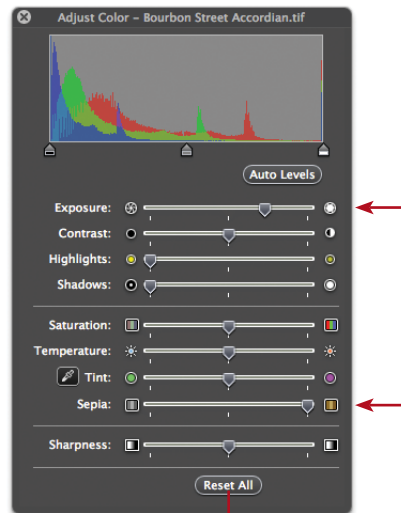 Adjust Color – Bourbon Street Accordian.tif
Auto Levels
Exposure:
Contrast:
Highlights:
Shadows:
Saturation:
Temperature:
Tint:
Sepia:
Sharpness:
Reset All